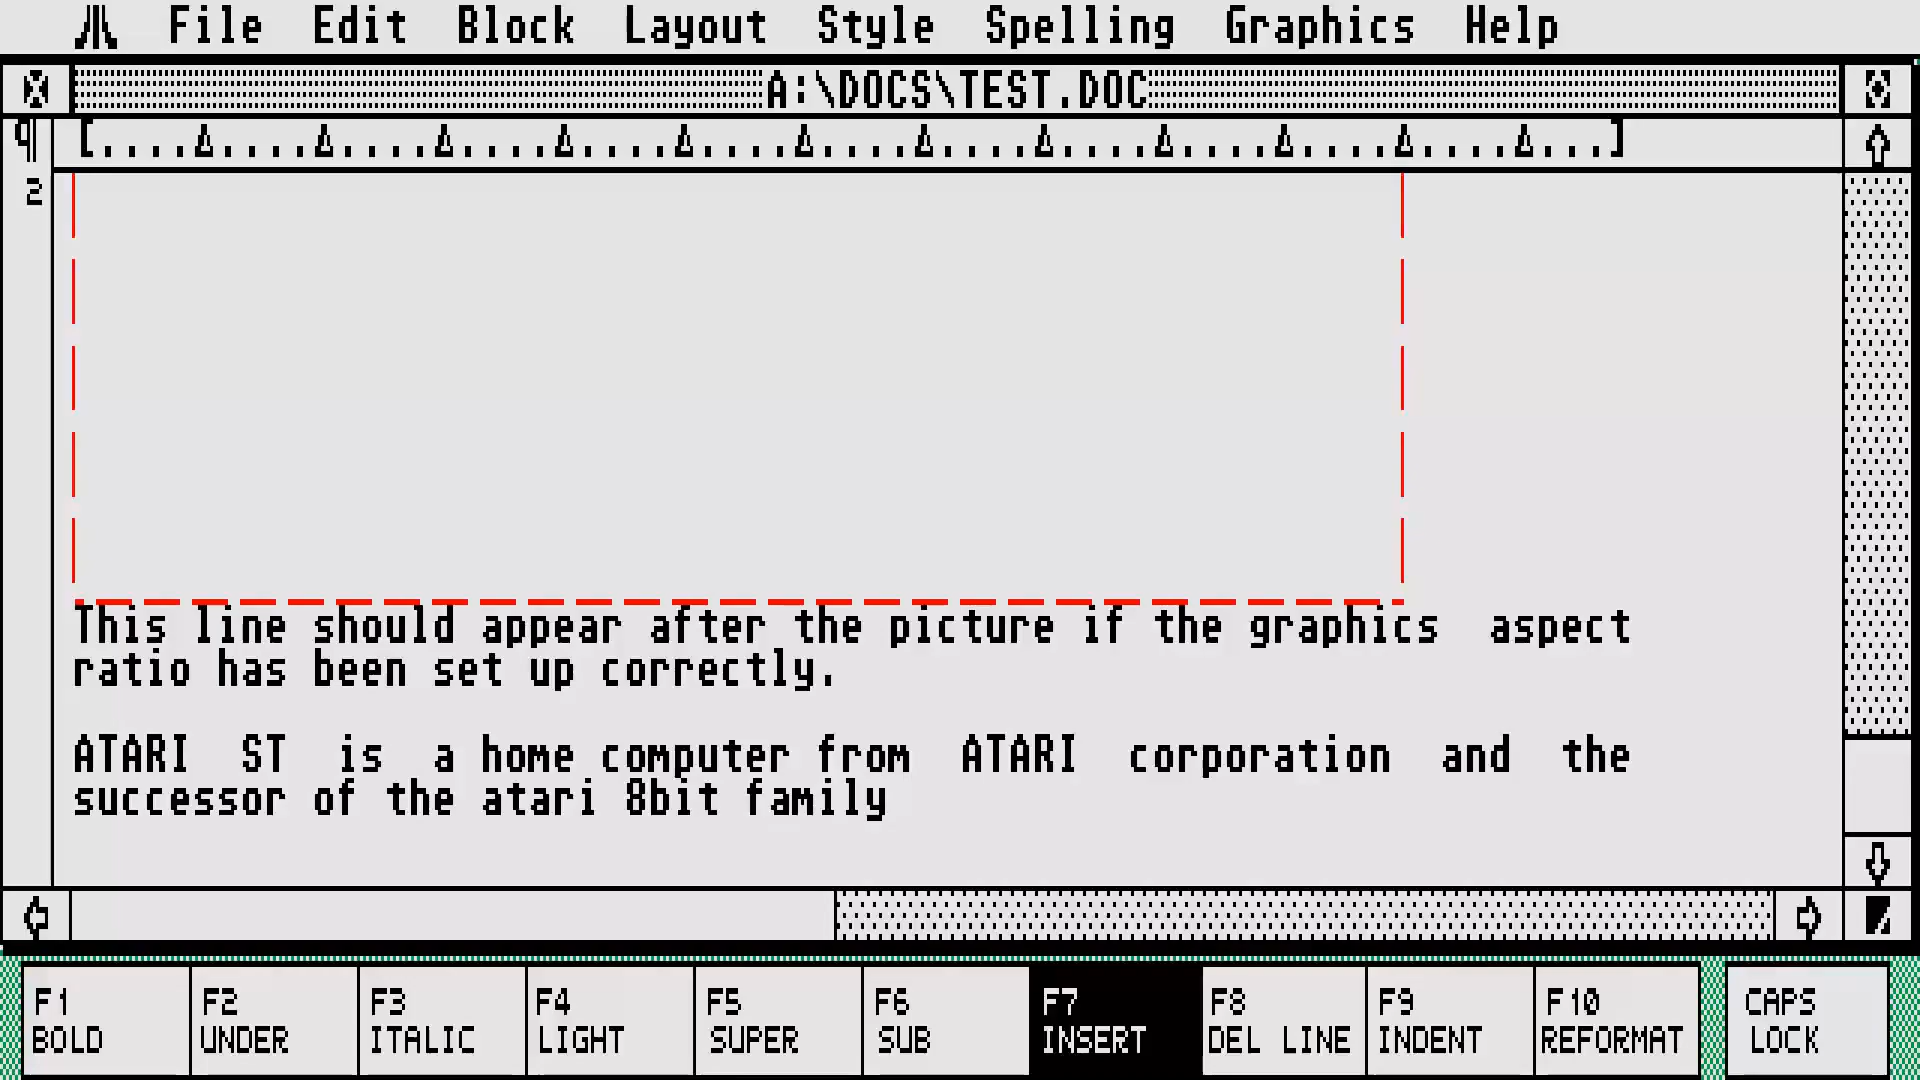 File Edit Block Layout Style Spelling Graphics Help
A:\DOCS\TEST.DOC
¶ [....Δ....Δ....Δ....Δ....Δ....Δ....Δ....Δ....Δ....Δ....Δ....Δ...]
2
This line should appear after the picture if the graphics aspect
ratio has been set up correctly.
ATARI ST is a home computer from ATARI corporation and the
successor of the atari 8bit family
F1 F2 F3 F4 F5 F6 F7 F8 F9 F10 CAPS
BOLD UNDER ITALIC LIGHT SUPER SUB INSERT DEL LINE INDENT REFORMAT LOCK